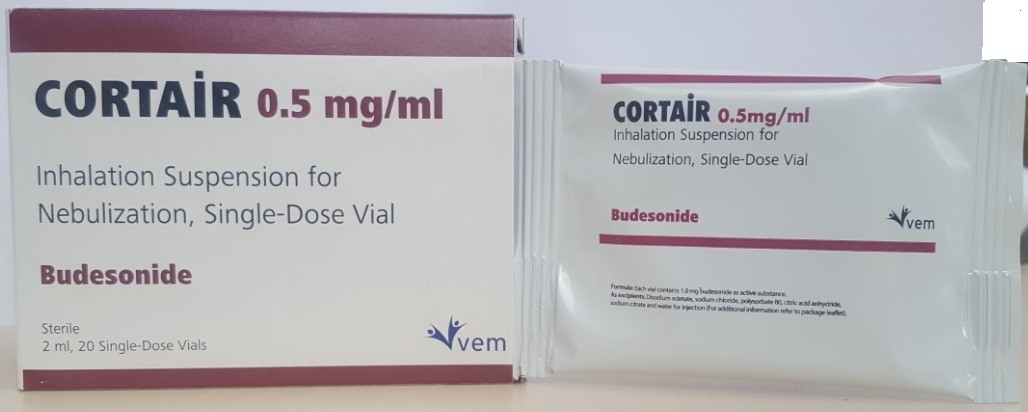 CORTAİR 0.5 mg/ml
Inhalation Suspension for
Nebulization, Single-Dose Vial
Budesonide
Sterile
2 ml, 20 Single-Dose Vials
vem
CORTAİR 0.5mg/ml
Inhalation Suspension for
Nebulization, Single-Dose Vial
Budesonide
vem
Formula: Each vial contains 1.0 mg budesonide as active substance.
As excipients; Disodium edetate, sodium chloride, polysorbate 80, citric acid anhydride,
sodium citrate and water for injection (For additional information refer to package leaflet).